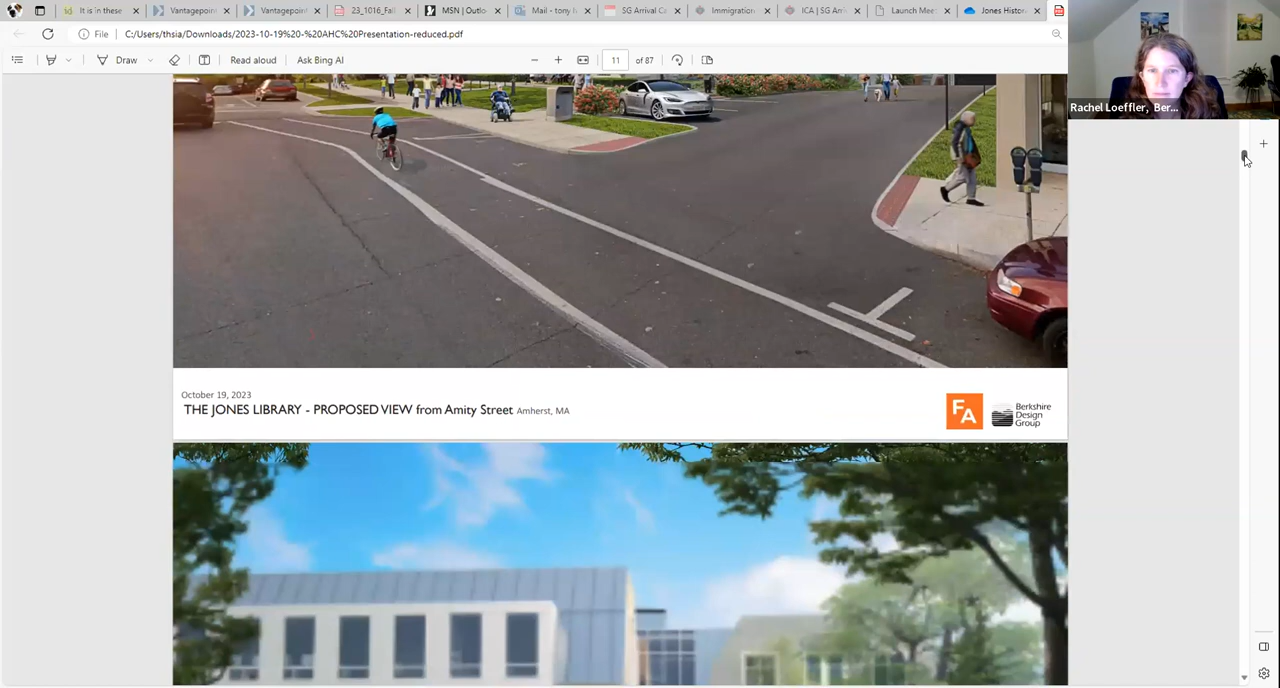 It is in these
Vantagepoint
Vantagepoint
23_1016_Fall
MSN | Outlo
Mail - tony
SG Arrival Ca
Immigration
ICA | SG Arri
Launch Mee
Jones Histor
File C:/Users/thsia/Downloads/2023-10-19%20-%20AHC%20Presentation-reduced.pdf
Draw Read aloud Ask Bing AI 11 of 87
Rachel Loeffler, Ber...
October 19, 2023
THE JONES LIBRARY - PROPOSED VIEW from Amity Street Amherst, MA
FA
Berkshire
Design
Group